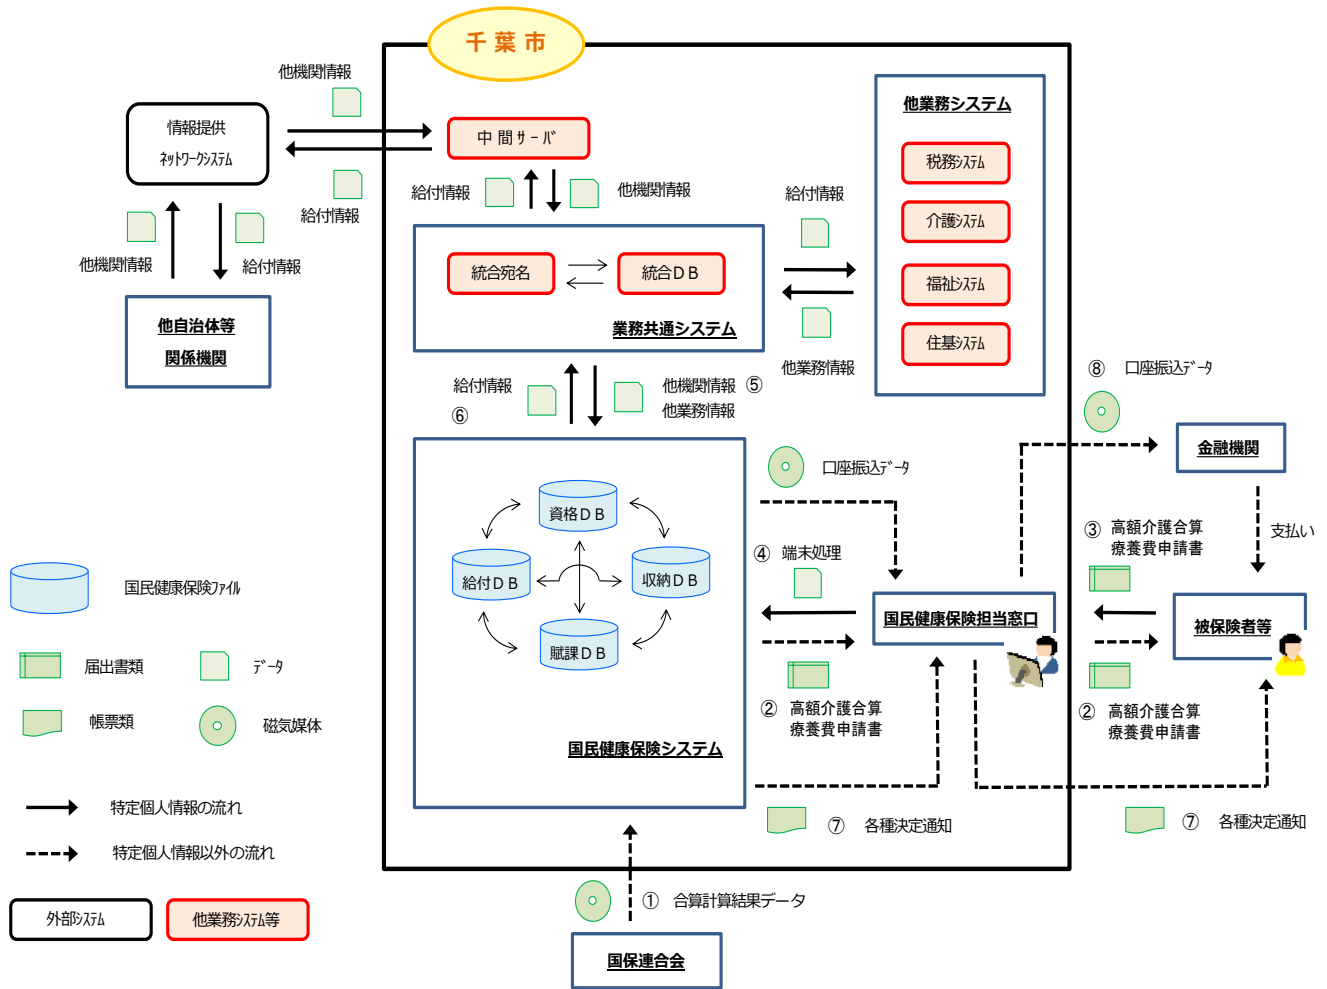 千葉市
他機関情報
情報提供
ネットワークシステム
中間サーバ
給付情報
他機関情報
給付情報
他機関情報
給付情報
他自治体等
関係機関
統合宛名
統合ＤＢ
業務共通システム
給付情報
他業務情報
他業務システム
税務システム
介護システム
福祉システム
住基システム
給付情報
⑥
他機関情報
他業務情報
⑤
資格ＤＢ
給付ＤＢ
収納ＤＢ
賦課ＤＢ
国民健康保険システム
口座振込データ
④ 端末処理
国民健康保険担当窓口
② 高額介護合算
療養費申請書
⑦ 各種決定通知
⑧ 口座振込データ
金融機関
支払い
③ 高額介護合算
療養費申請書
被保険者等
② 高額介護合算
療養費申請書
⑦ 各種決定通知
① 合算計算結果データ
国保連合会
国民健康保険ファイル
届出書類
データ
帳票類
磁気媒体
特定個人情報の流れ
特定個人情報以外の流れ
外部システム
他業務システム等